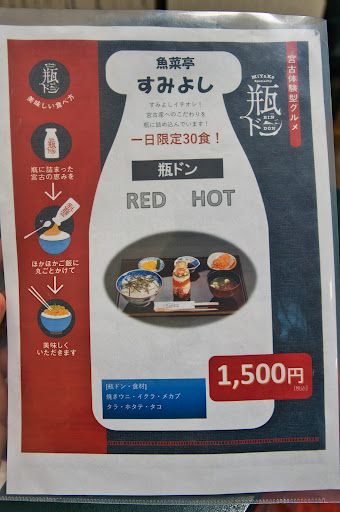 瓶ドン
美味しい食べ方
瓶に詰まった
宮古の恵みを
ほかほかご飯に
丸ごとかけて
美味しく
いただきます
魚菜亭
すみよし
すみよしイチオシ!
宮古産へのこだわりを
瓶に詰め込んでいます!
一日限定30食!
瓶ドン
RED HOT
[瓶ドン・食材]
焼きウニ・イクラ・メカブ
タラ・ホタテ・タコ
1,500円
[税込]
宮古体験型グルメ
MIYAKO
Specialty
瓶ドン
BIN
DON